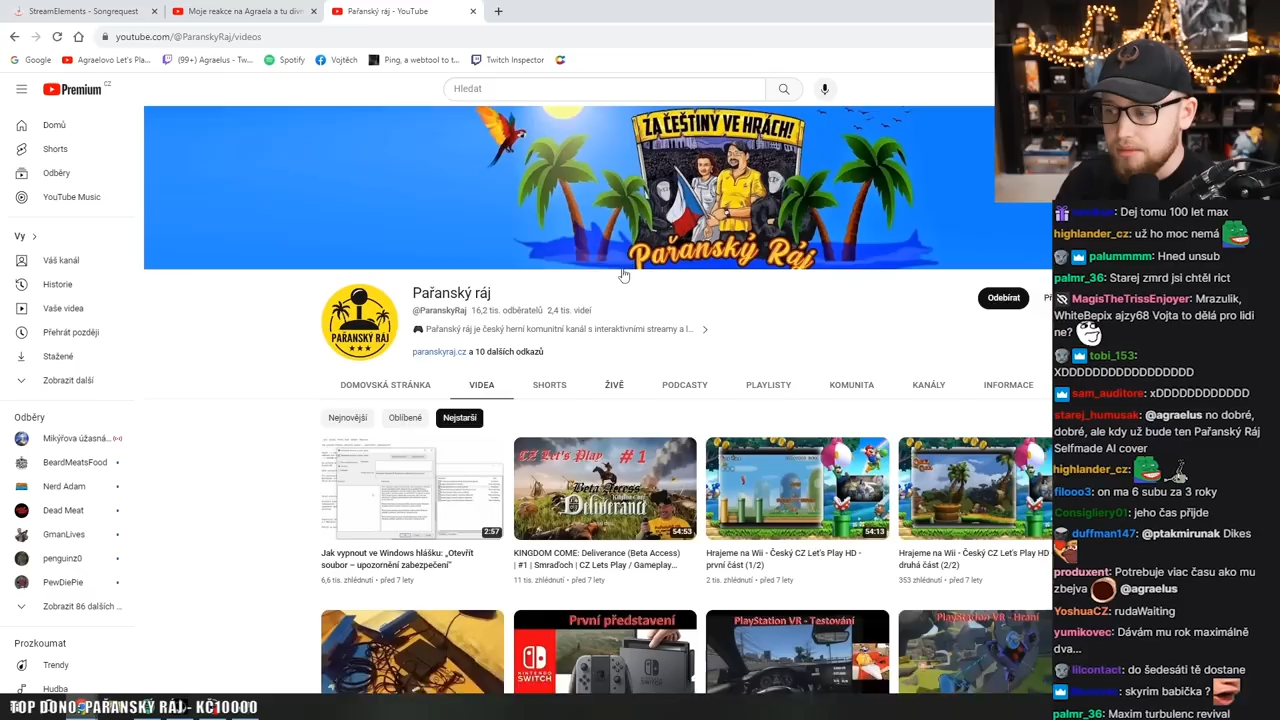 StreamElements - Songrequest
Moje reakce na Agraela a tu divn
Pařanský ráj - YouTube
youtube.com/@ParanskyRaj/videos
Google
Agraelovo Let's Pla...
(99+) Agraelus - Tw...
Spotify
Vojtěch
Ping, a webtool to t...
Twitch Inspector
Premium CZ
Hledat
Domů
Shorts
Odběry
YouTube Music
Vy
Váš kanál
Historie
Vaše videa
Přehrát později
Stažené
Zobrazit další
Odběry
Mikýřova úžasná...
BeardMeatsFood
Nerd Adam
Dead Meat
GmanLives
penguinz0
PewDiePie
Zobrazit 86 dalších ...
Prozkoumat
Trendy
Hudba
ZA ČEŠTINY VE HRÁCH!
Pařanský Ráj
PAŘANSKÝ RÁJ
Pařanský ráj
@ParanskyRaj 16,2 tis. odběratelů 2,4 tis. videí
Pařanský ráj je český herní komunitní kanál s interaktivními streamy a l...
paranskyraj.cz a 10 dalších odkazů
Odebírat
DOMOVSKÁ STRÁNKA
VIDEA
SHORTS
ŽIVĚ
PODCASTY
PLAYLISTY
KOMUNITA
KANÁLY
INFORMACE
Nejnovější
Oblíbené
Nejstarší
2:57
CZ Let's Play # 1
Deliverance
54:53
54:13
Jak vypnout ve Windows hlášku: „Otevřít
soubor – upozornění zabezpečení"
6,6 tis. zhlédnutí • před 7 lety
KINGDOM COME: Deliverance (Beta Access)
| #1 | Smraďoch | CZ Lets Play / Gameplay...
11 tis. zhlédnutí • před 7 lety
Hrajeme na Wii - Český CZ Let's Play HD -
první část (1/2)
2 tis. zhlédnutí • před 7 lety
Hrajeme na Wii - Český CZ Let's Play HD
druhá část (2/2)
353 zhlédnutí • před 7 lety
První představení
NINTENDO
SWITCH
PlayStation VR - Testování
PlayStation VR - Hraní
: Dej tomu 100 let max
highlander_cz: už ho moc nemá
palummmm: Hned unsub
palmr_36: Starej zmrd jsi chtěl rict
MagisTheTrissEnjoyer: Mrazulik,
WhiteBepix ajzy68 Vojta to dělá pro lidi
ne?
tobi_153:
XDDDDDDDDDDDDDDDDD
sam_auditore: xDDDDDDDDDDD
starej_humusak: @agraelus no dobré,
dobré, ale kdy už bude ten Pařanský Ráj
Selfmade AI cover
highlander_cz:
filooo3: on ma 6 subu za 3 roky
Consigliery01: jeho čas přijde
duffman147: @ptakmirunak Dikes
produxent: Potrebuje viac času ako mu
zbejva @agraelus
YoshuaCZ: rudaWaiting
yumikovec: Dávám mu rok maximálně
dva...
lilcontact: do šedesáti tě dostane
: skyrim babička ?
palmr_36: Maxim turbulenc revival
TOP DONO: PAŘANSKÝ RÁJ - KČ10000